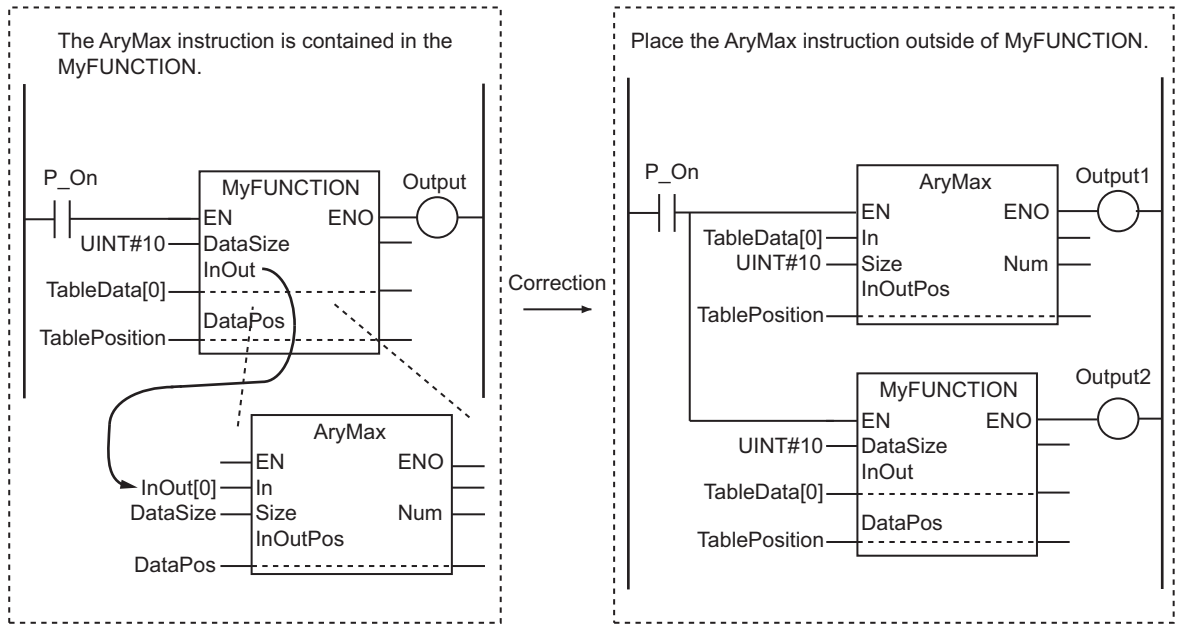 The AryMax instruction is contained in the
MyFUNCTION.
P_On
MyFUNCTION
Output
EN
ENO
UINT#10
DataSize
InOut
TableData[0]
DataPos
TablePosition
AryMax
EN
ENO
InOut[0]
In
DataSize
Size
Num
InOutPos
DataPos
Correction
Place the AryMax instruction outside of MyFUNCTION.
P_On
AryMax
Output1
EN
ENO
TableData[0]
In
UINT#10
Size
Num
InOutPos
TablePosition
MyFUNCTION
Output2
EN
ENO
UINT#10
DataSize
InOut
TableData[0]
DataPos
TablePosition